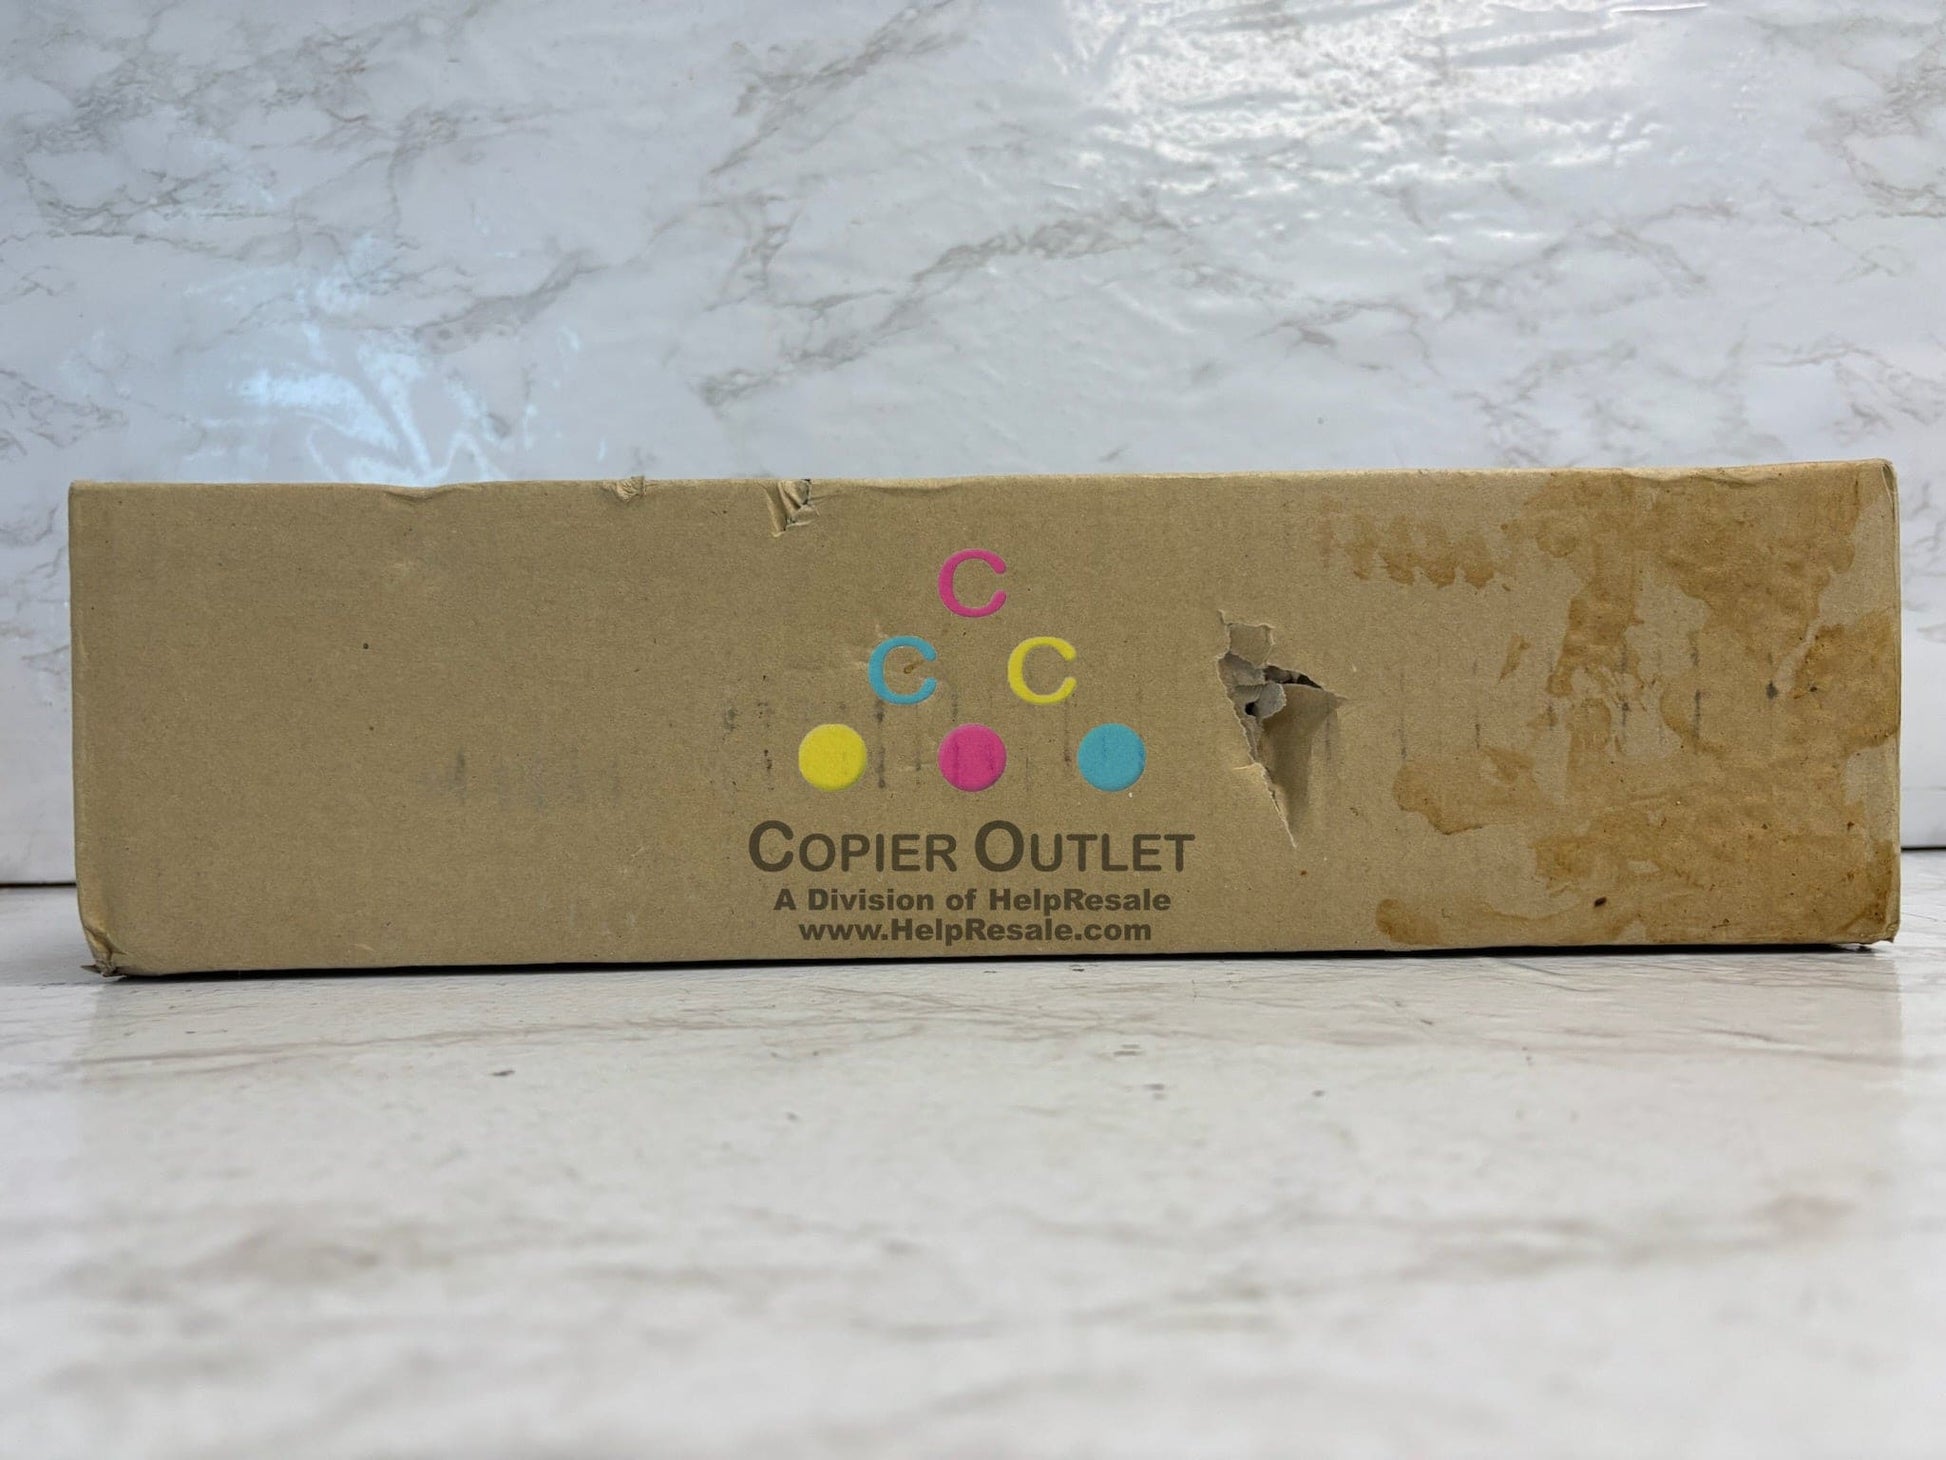 C
C C
COPIER OUTLET
A Division of HelpResale
www.HelpResale.com